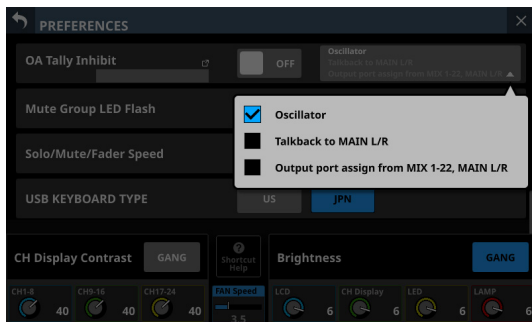 PREFERENCES
OA Tally Inhibit
OFF
Oscillator
Talkback to MAIN L/R
Output port assign from MIX 1-22, MAIN L/R
Mute Group LED Flash
Oscillator
Talkback to MAIN L/R
Output port assign from MIX 1-22, MAIN L/R
Solo/Mute/Fader Speed
USB KEYBOARD TYPE
US
JPN
CH Display Contrast
GANG
?
Shortcut
Help
Brightness
GANG
CH1-8
CH9-16
CH17-24
FAN Speed
LCD
CH Display
LED
LAMP
40
40
40
3.5
6
6
6
6